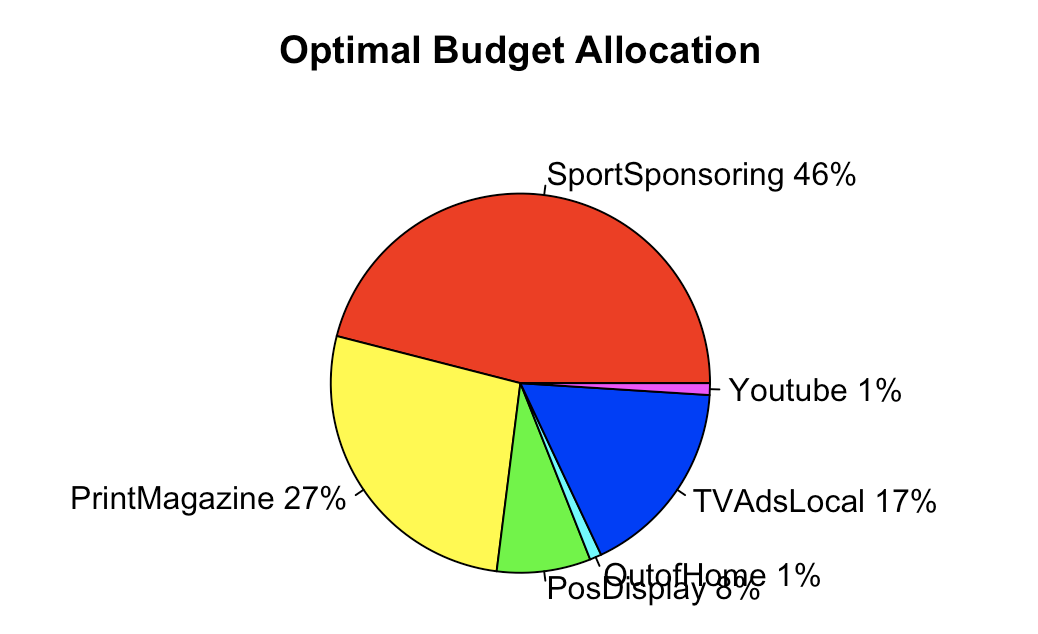 Optimal Budget Allocation
SportSponsoring 46%
Youtube 1%
PrintMagazine 27%
TVAdsLocal 17%
OutofHome 1%
PosDisplay 8%